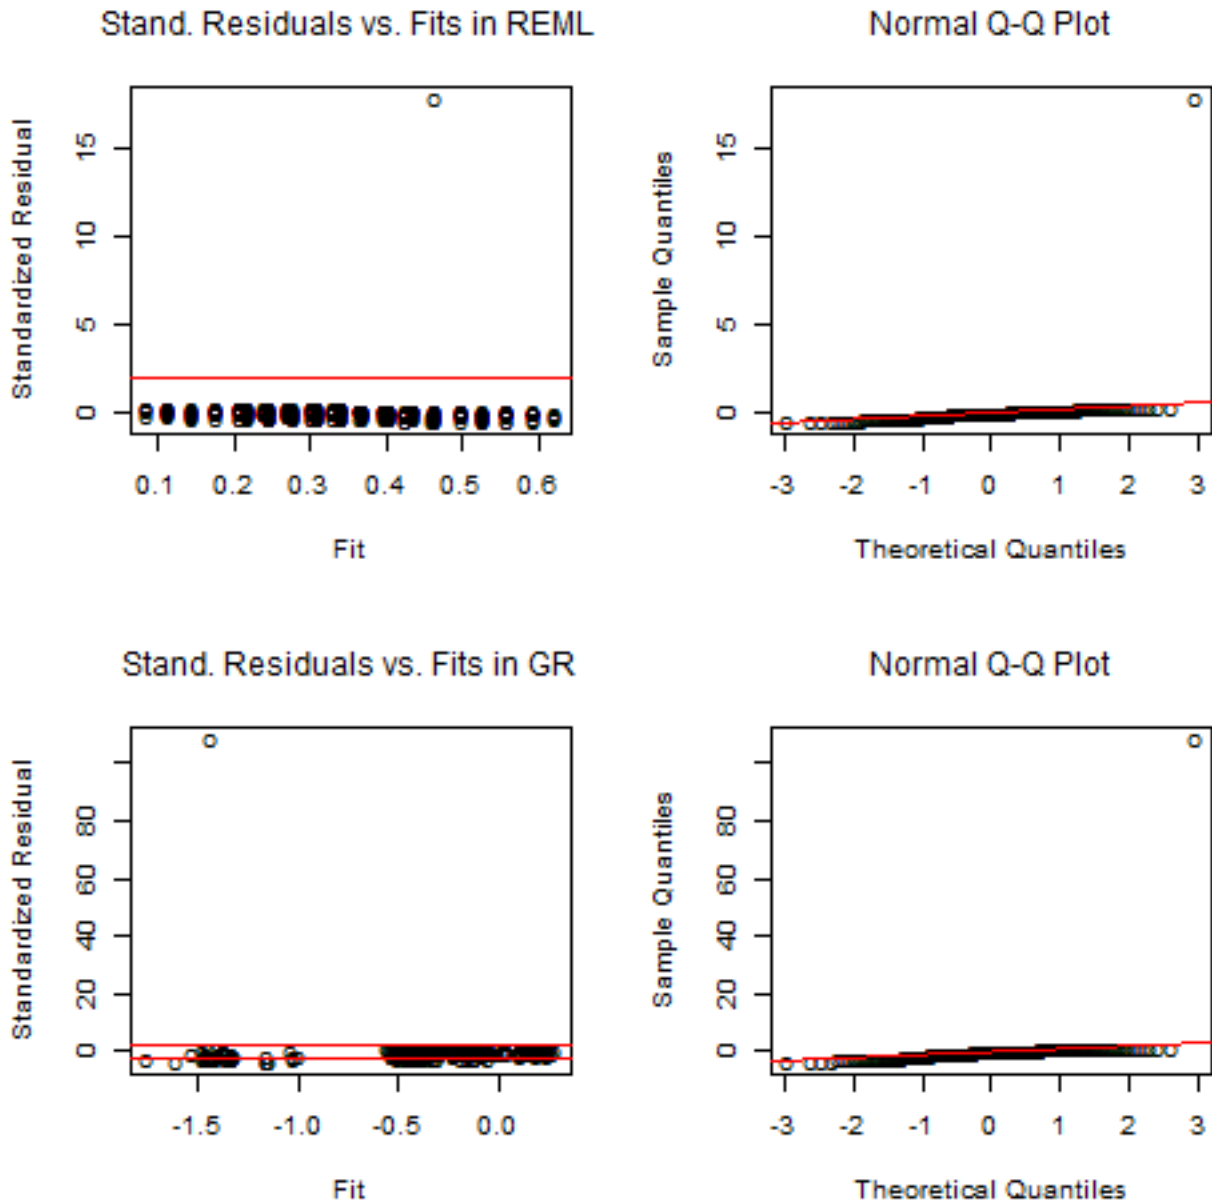 Stand. Residuals vs. Fits in REML
Normal Q-Q Plot
Standardized Residual
15
10
5
0
0.1 0.2 0.3 0.4 0.5 0.6
Fit
Sample Quantiles
15
10
5
0
-3 -2 -1 0 1 2 3
Theoretical Quantiles
Stand. Residuals vs. Fits in GR
Normal Q-Q Plot
Standardized Residual
80
60
40
20
0
-1.5 -1.0 -0.5 0.0
Fit
Sample Quantiles
80
60
40
20
0
-3 -2 -1 0 1 2 3
Theoretical Quantiles